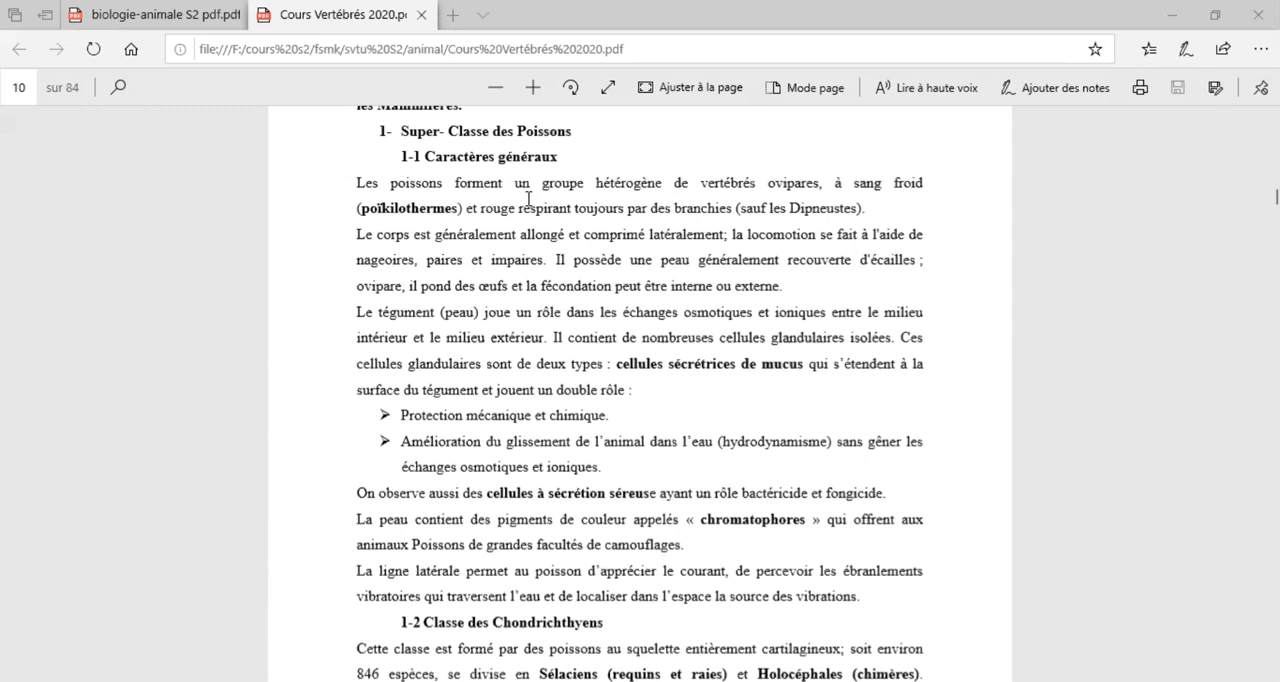 biologie-animale S2 pdf.pdf
Cours Vertébrés 2020.p
file:///F:/cours%20s2/fsmk/svtu%20S2/animal/Cours%20Vertébrés%202020.pdf
10 sur 84 Ajuster à la page Mode page Lire à haute voix Ajouter des notes
les Mammifères.
1- Super- Classe des Poissons
1-1 Caractères généraux
Les poissons forment un groupe hétérogène de vertébrés ovipares, à sang froid
(poïkilothermes) et rouge respirant toujours par des branchies (sauf les Dipneustes).
Le corps est généralement allongé et comprimé latéralement; la locomotion se fait à l'aide de
nageoires, paires et impaires. Il possède une peau généralement recouverte d'écailles ;
ovipare, il pond des œufs et la fécondation peut être interne ou externe.
Le tégument (peau) joue un rôle dans les échanges osmotiques et ioniques entre le milieu
intérieur et le milieu extérieur. Il contient de nombreuses cellules glandulaires isolées. Ces
cellules glandulaires sont de deux types : cellules sécrétrices de mucus qui s’étendent à la
surface du tégument et jouent un double rôle :
➢ Protection mécanique et chimique.
➢ Amélioration du glissement de l’animal dans l’eau (hydrodynamisme) sans gêner les
échanges osmotiques et ioniques.
On observe aussi des cellules à sécrétion séreuse ayant un rôle bactéricide et fongicide.
La peau contient des pigments de couleur appelés « chromatophores » qui offrent aux
animaux Poissons de grandes facultés de camouflages.
La ligne latérale permet au poisson d’apprécier le courant, de percevoir les ébranlements
vibratoires qui traversent l’eau et de localiser dans l’espace la source des vibrations.
1-2 Classe des Chondrichthyens
Cette classe est formé par des poissons au squelette entièrement cartilagineux; soit environ
846 espèces, se divise en Sélaciens (requins et raies) et Holocéphales (chimères).